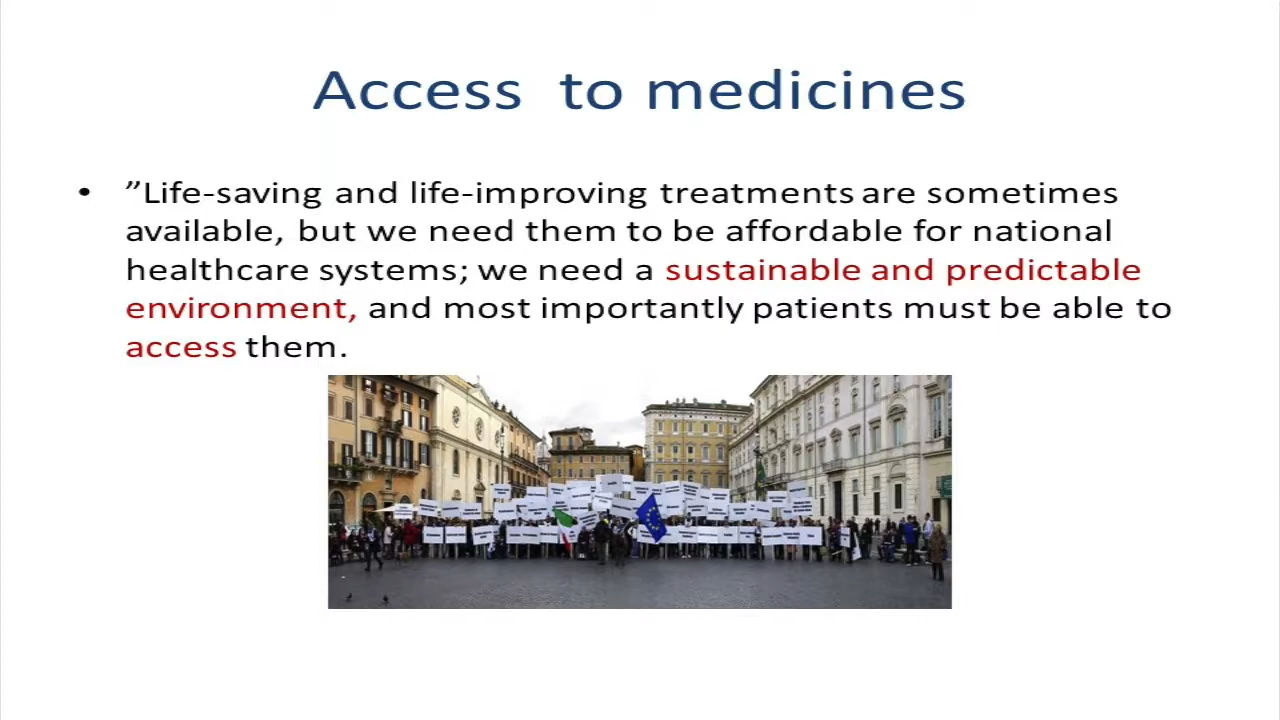 Access to medicines
• ”Life-saving and life-improving treatments are sometimes
available, but we need them to be affordable for national
healthcare systems; we need a sustainable and predictable
environment, and most importantly patients must be able to
access them.